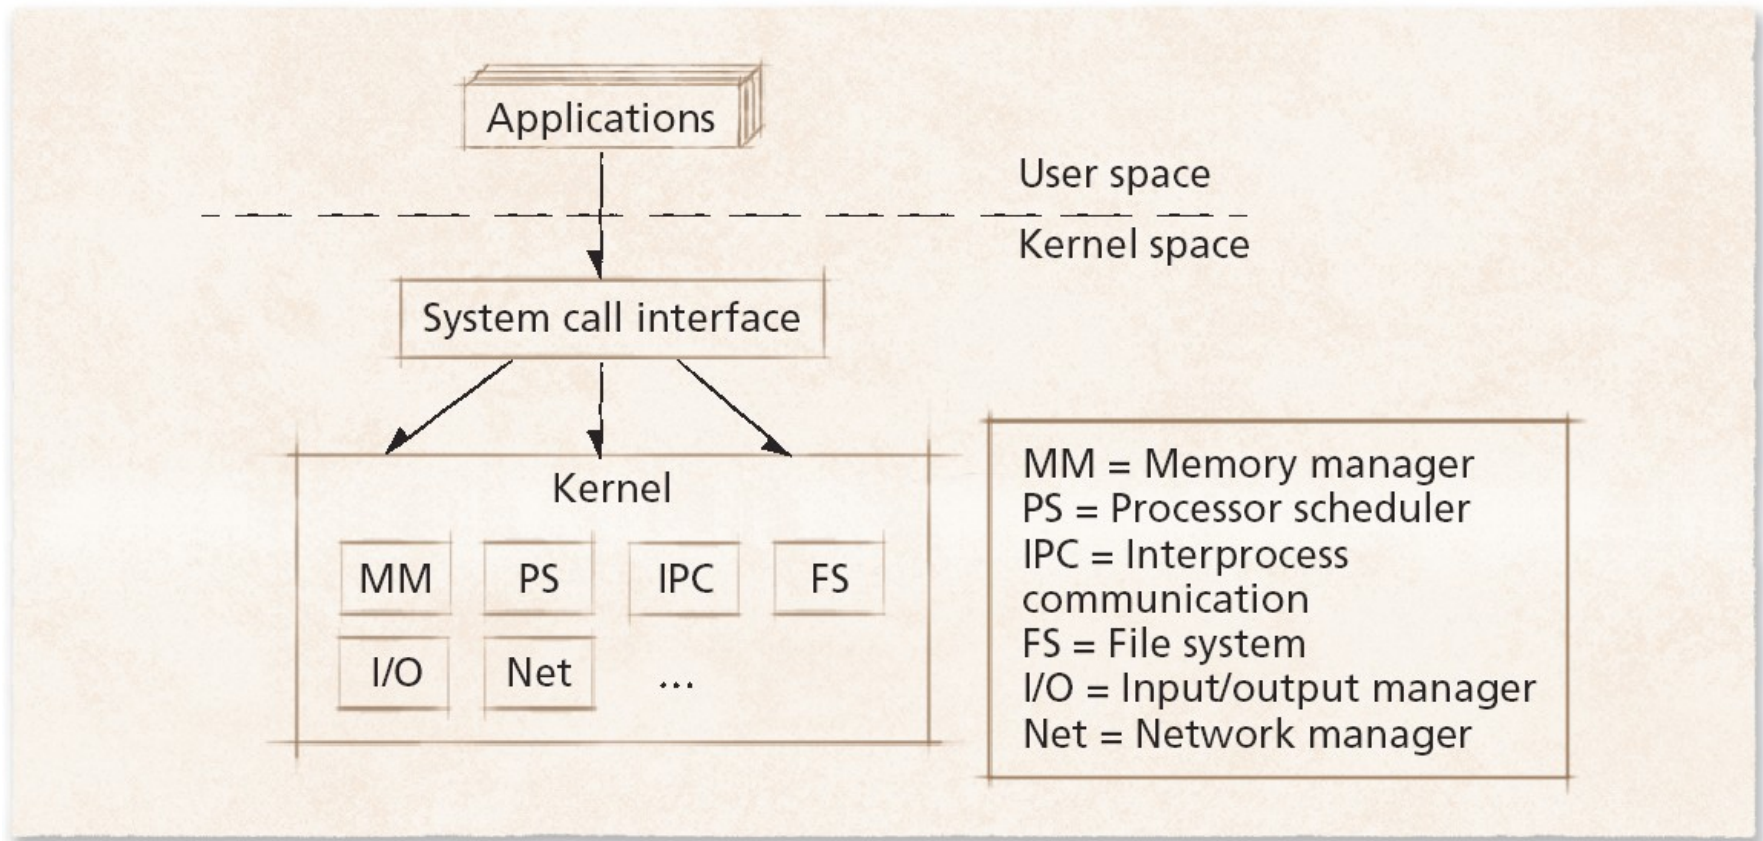 Applications
User space
Kernel space
System call interface
Kernel
MM PS IPC FS
I/O Net ...
MM = Memory manager
PS = Processor scheduler
IPC = Interprocess
communication
FS = File system
I/O = Input/output manager
Net = Network manager